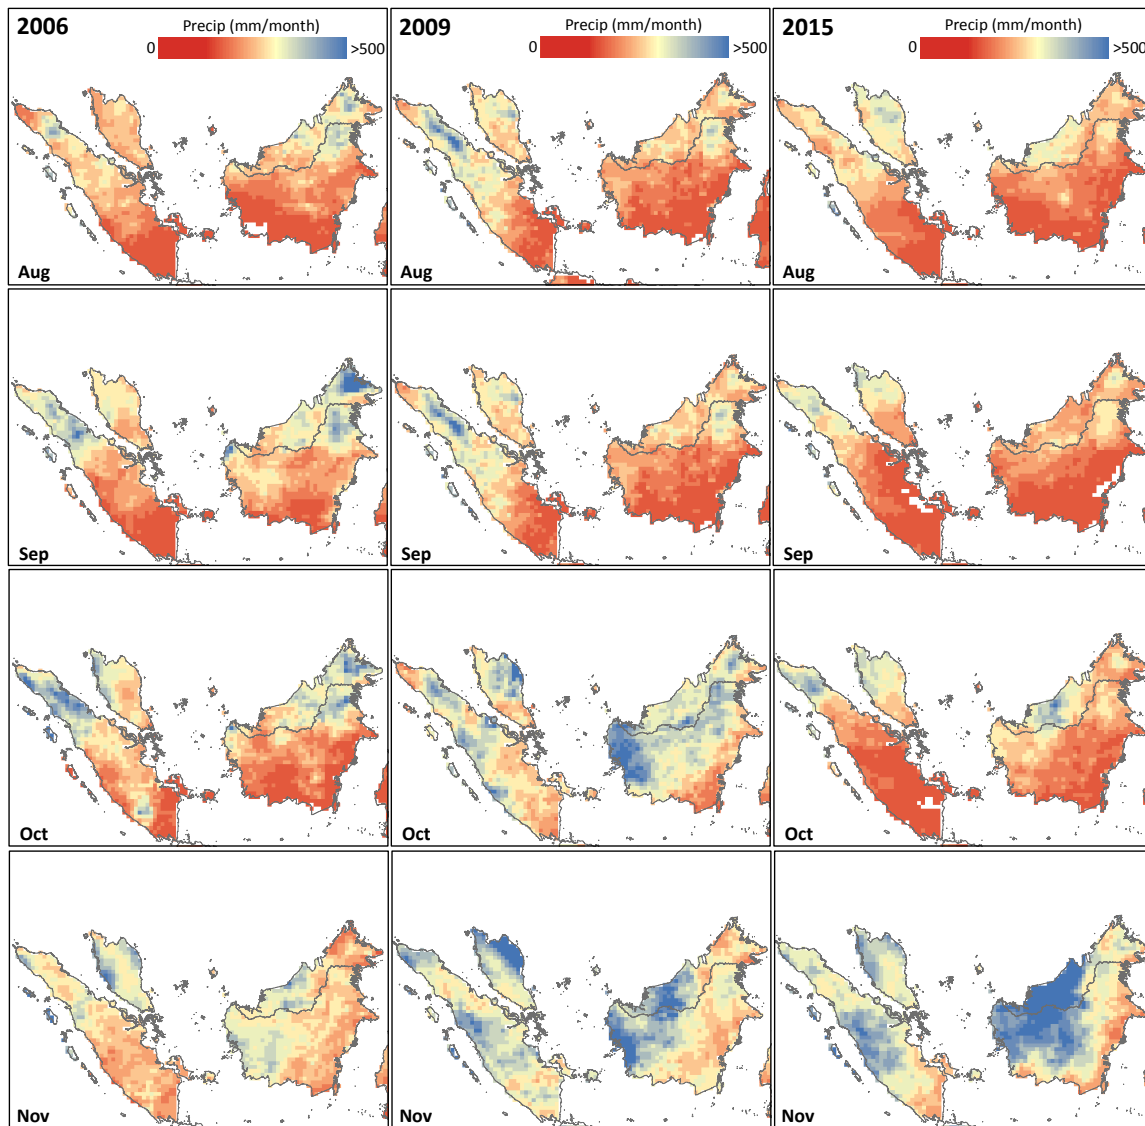 2006 Precip (mm/month)
0 >500
Aug
2009 Precip (mm/month)
0 >500
Aug
2015 Precip (mm/month)
0 >500
Aug
Sep
Sep
Sep
Oct
Oct
Oct
Nov
Nov
Nov